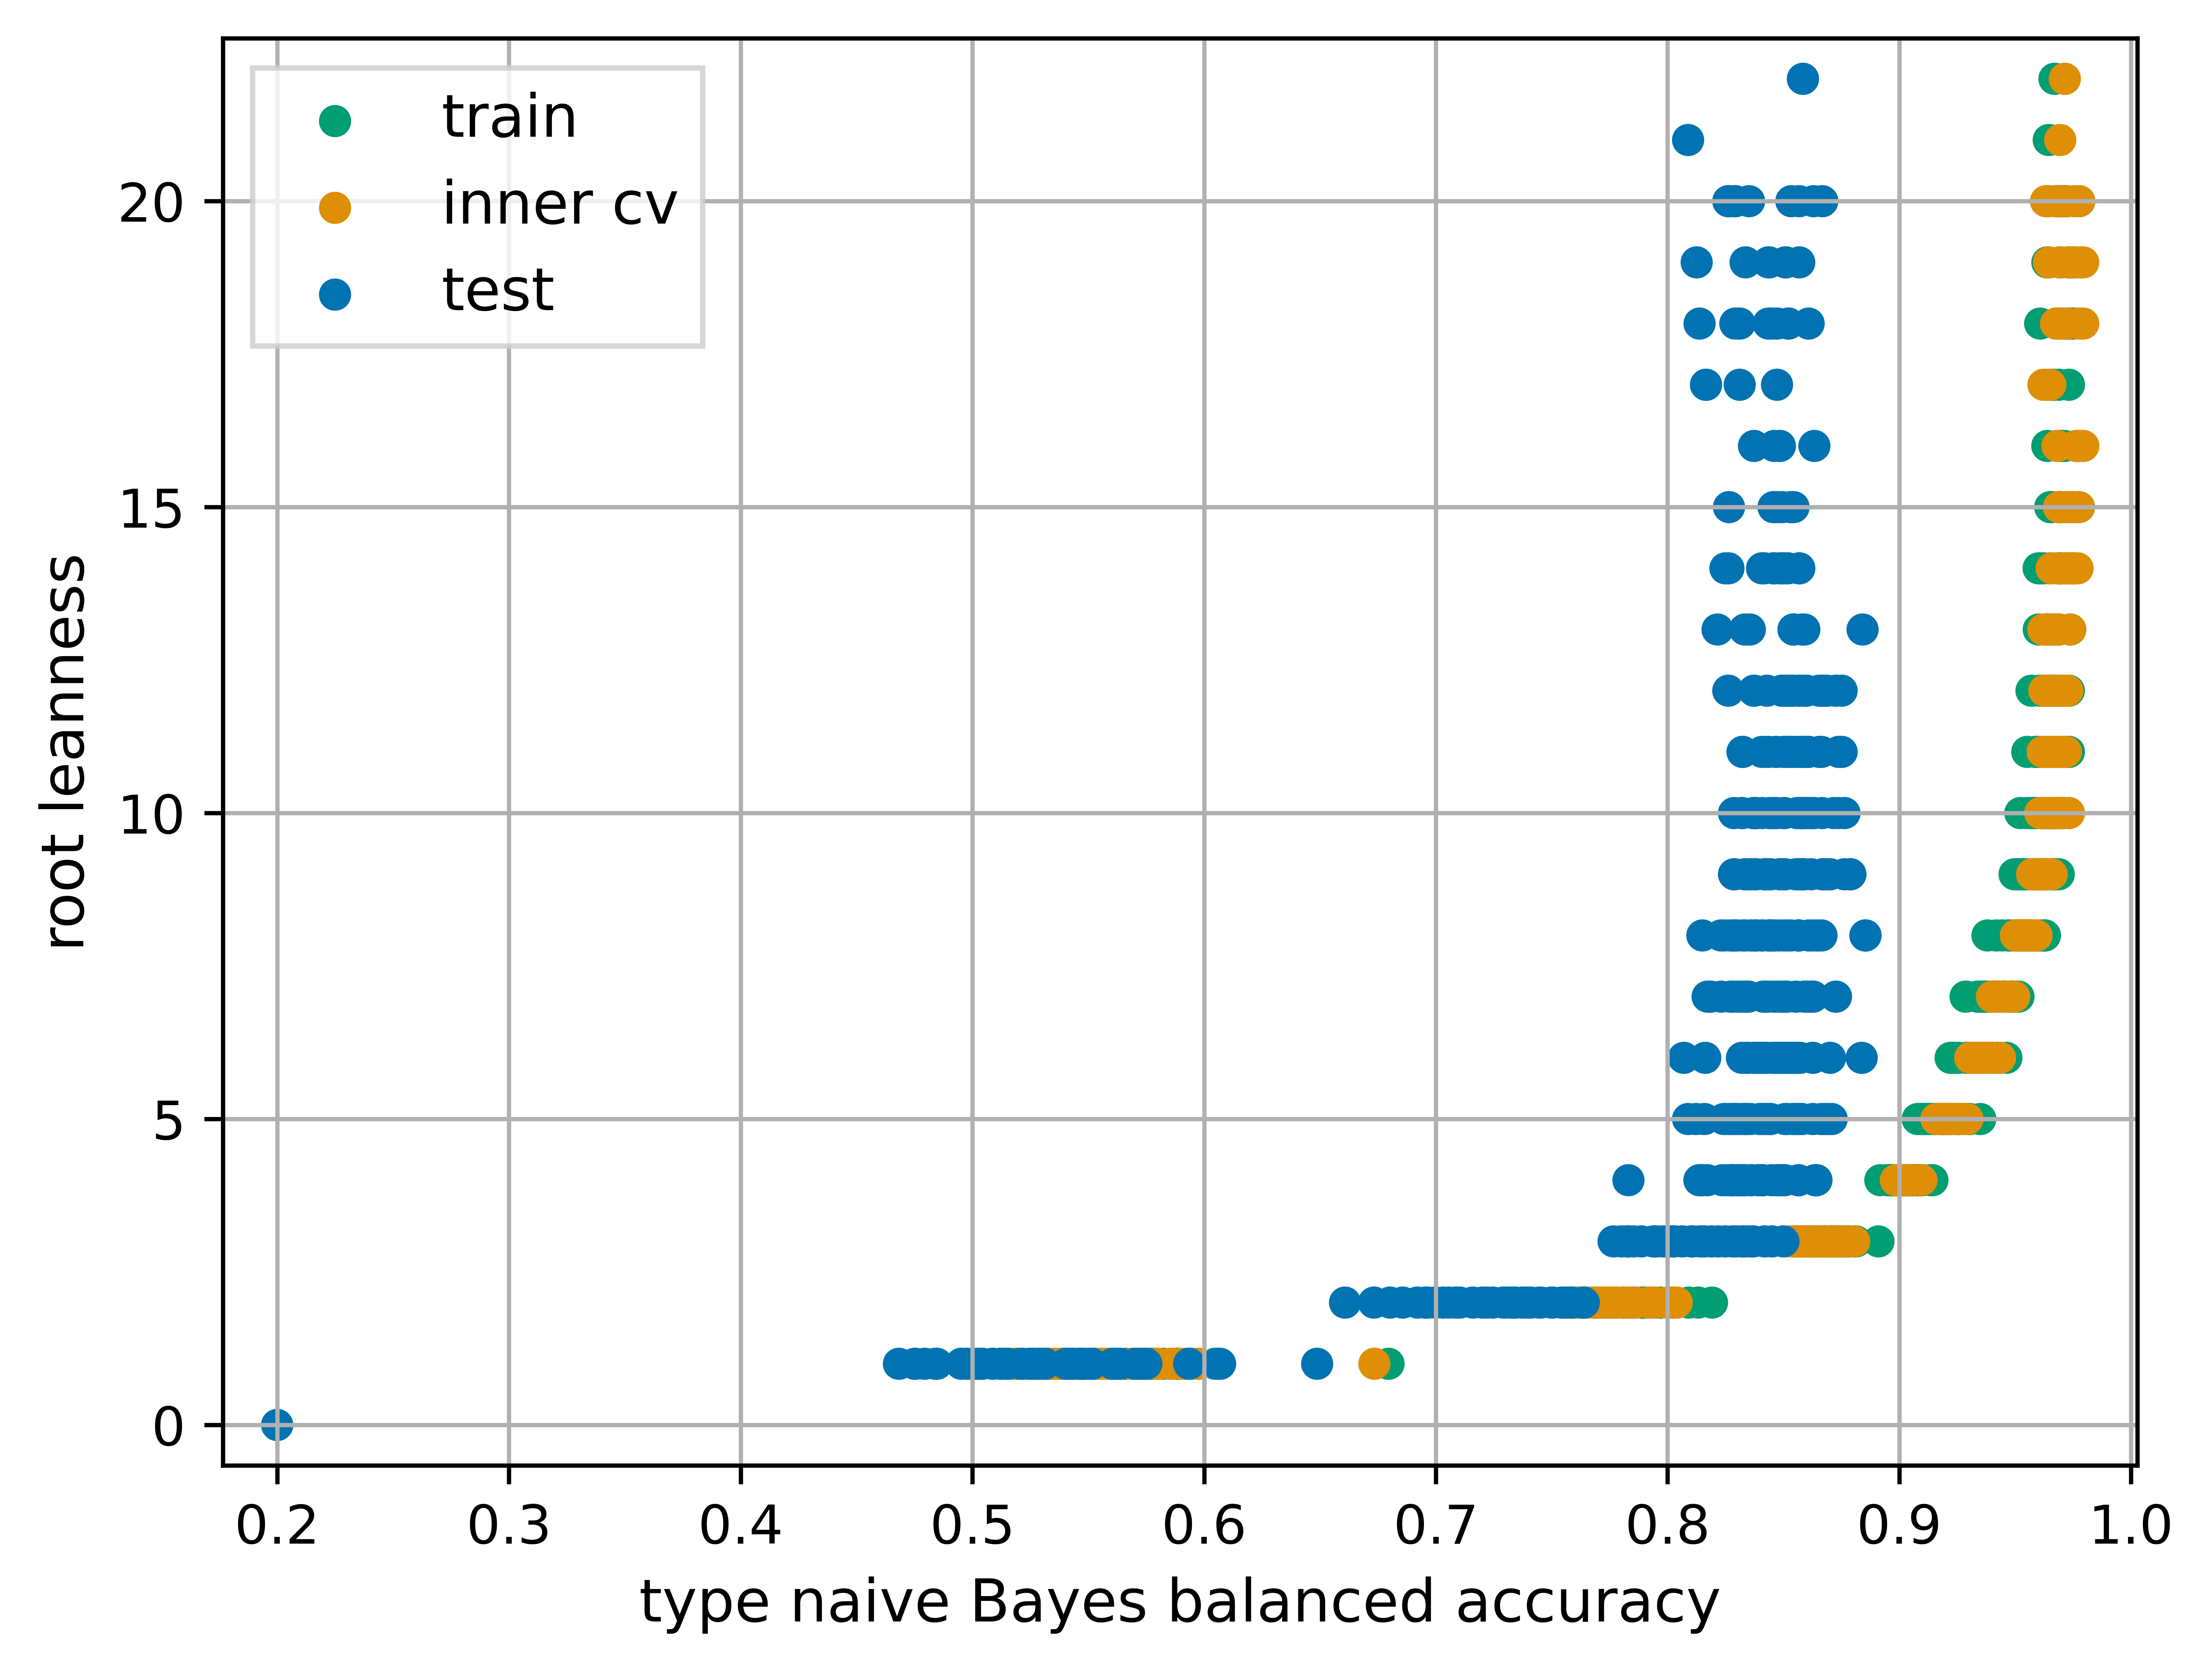 train
inner cv
test
20
15
10
5
0
root leanness
0.2 0.3 0.4 0.5 0.6 0.7 0.8 0.9 1.0
type naive Bayes balanced accuracy